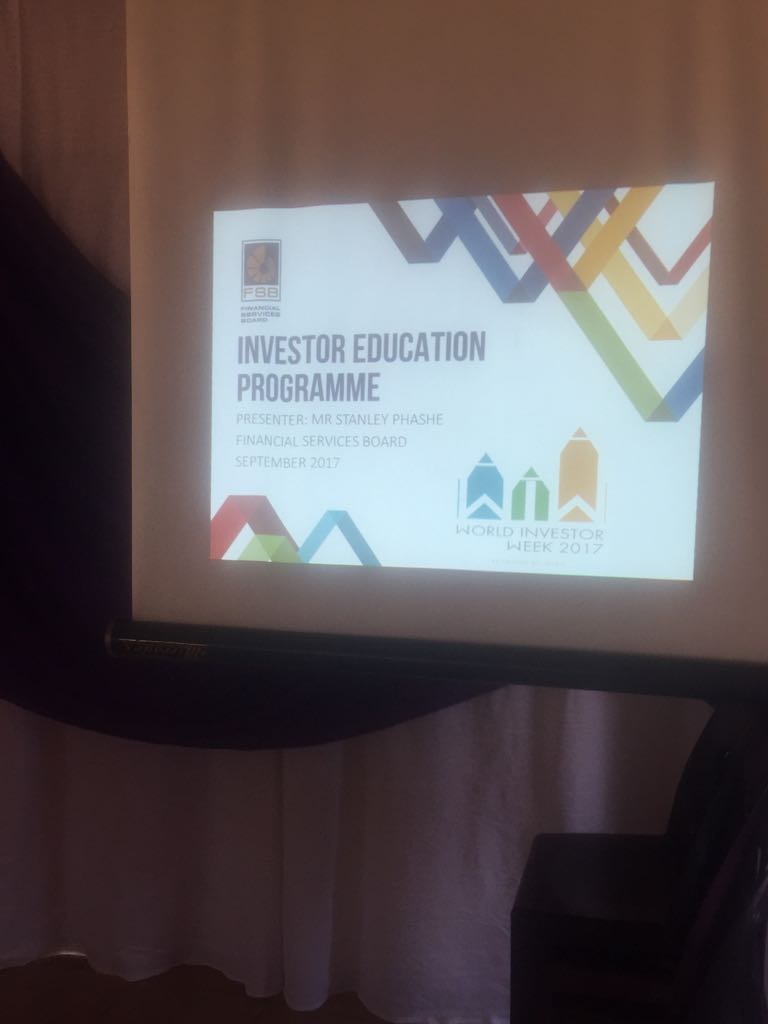 FSB
FINANCIAL
SERVICES
BOARD
INVESTOR EDUCATION
PROGRAMME
PRESENTER: MR STANLEY PHASHE
FINANCIAL SERVICES BOARD
SEPTEMBER 2017
WORLD INVESTOR
WEEK 2017